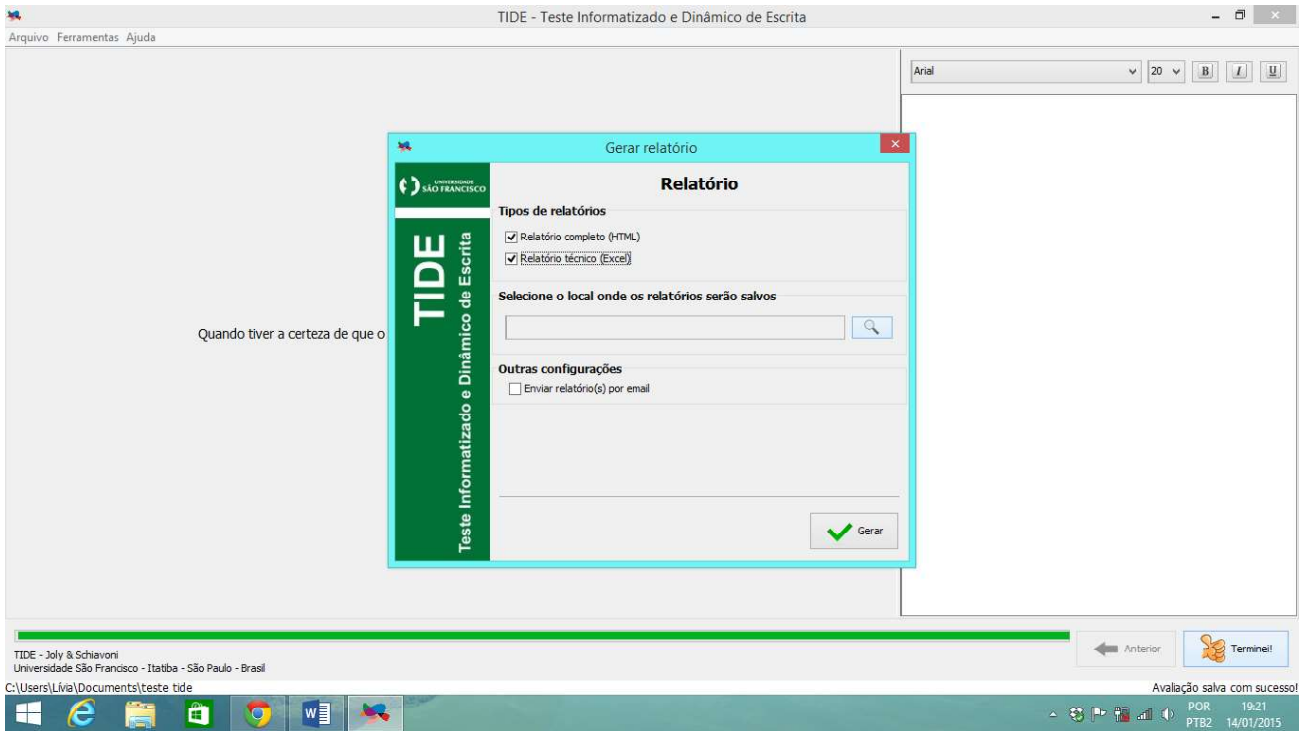 TIDE - Teste Informatizado e Dinâmico de Escrita
Arquivo Ferramentas Ajuda
Arial
20
B I U
Gerar relatório
UNIVERSIDADE
SÃO FRANCISCO
TIDE
Teste Informatizado e Dinâmico de Escrita
Relatório
Tipos de relatórios
Relatório completo (HTML)
Relatório técnico (Excel)
Selecione o local onde os relatórios serão salvos
Quando tiver a certeza de que o
Outras configurações
Enviar relatório(s) por email
Gerar
Anterior
Terminei!
TIDE - Joly & Schiavoni
Universidade São Francisco - Itatiba - São Paulo - Brasil
C:\Users\Lívia\Documents\teste tide
Avaliação salva com sucesso!
POR 19:21
PTB2 14/01/2015